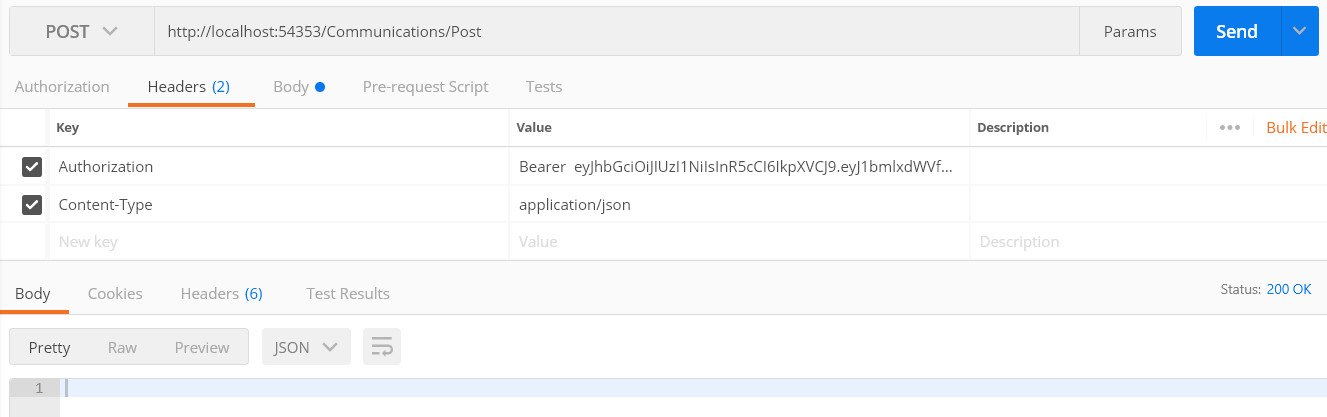 POST http://localhost:54353/Communications/Post Params Send
Authorization Headers (2) Body Pre-request Script Tests
Key Value Description ••• Bulk Edit
Authorization Bearer eyJhbGciOiJIUzI1NiIsInR5cCI6IkpXVCJ9.eyJ1bmlxdWVf...
Content-Type application/json
New key Value Description
Body Cookies Headers (6) Test Results Status: 200 OK
Pretty Raw Preview JSON
1